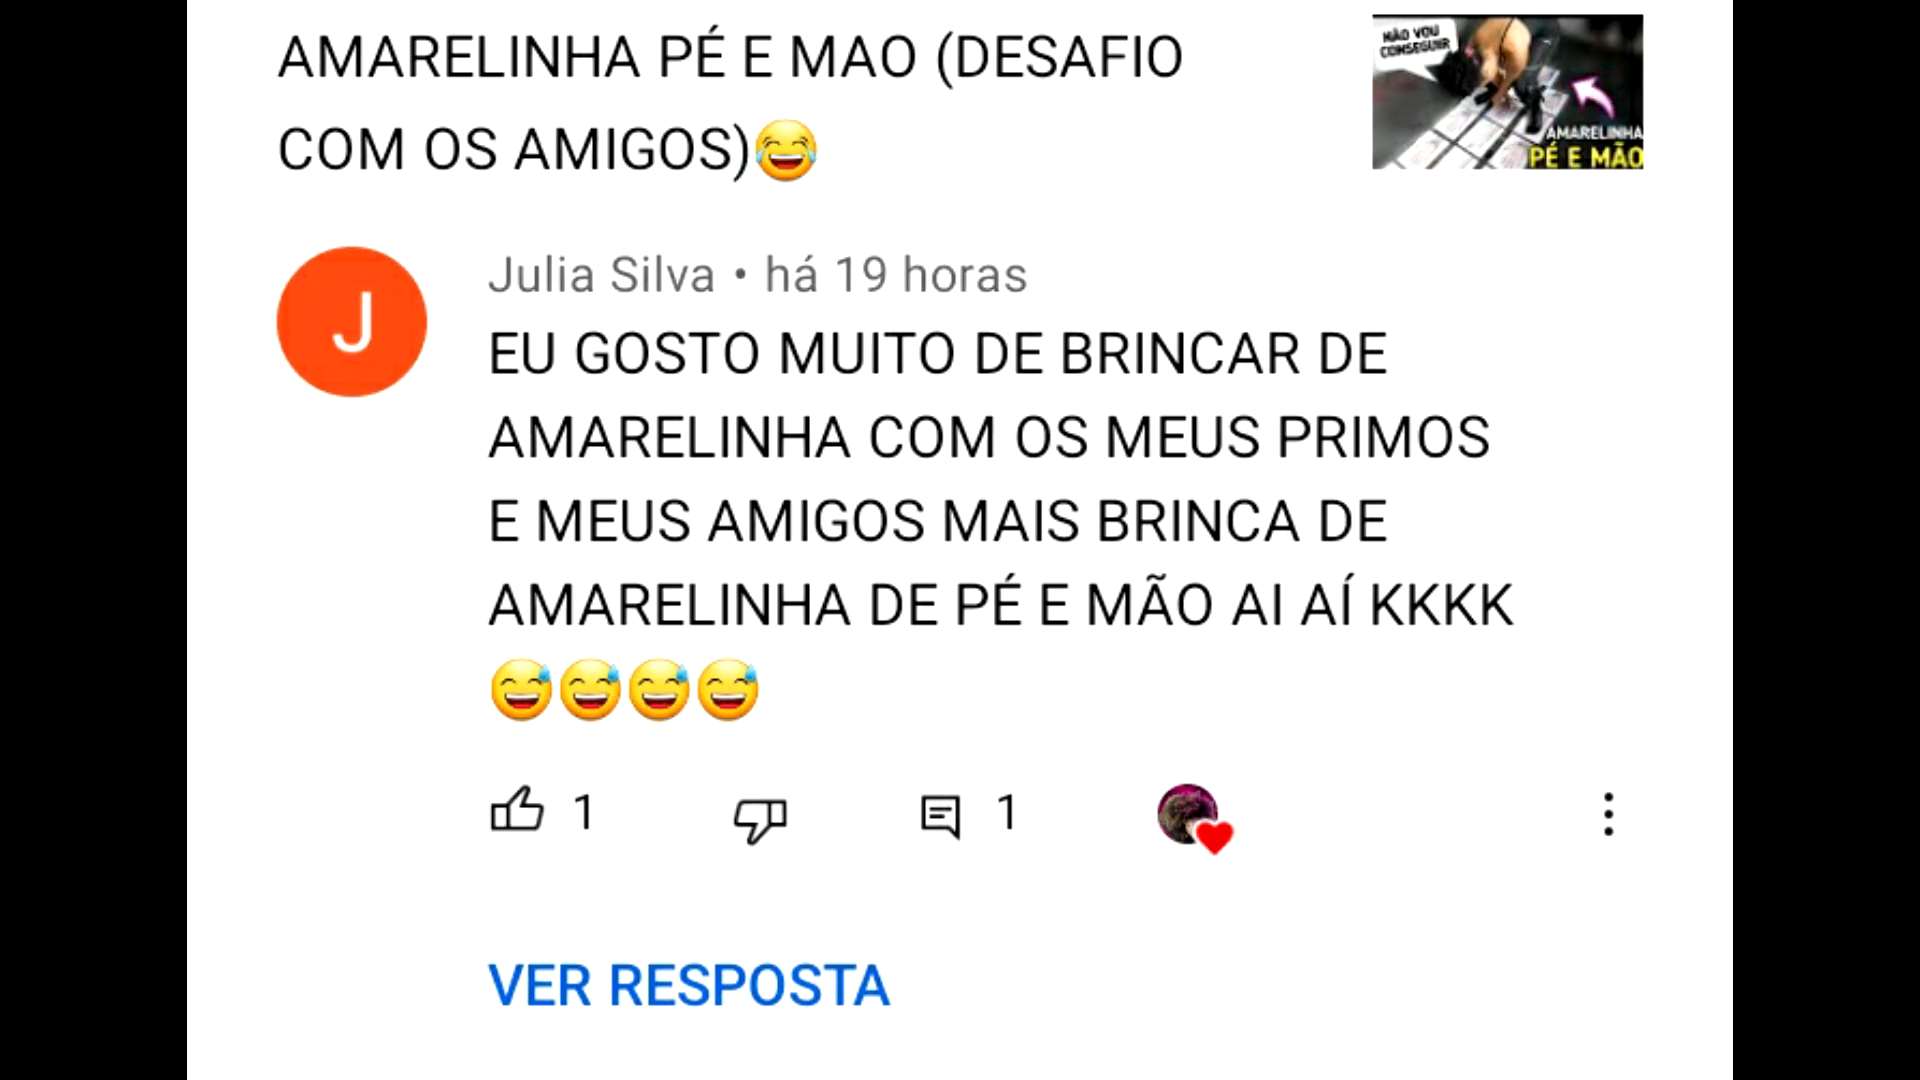 AMARELINHA PÉ E MAO (DESAFIO
COM OS AMIGOS)😂
NÃO VOU
CONSEGUIR
AMARELINHA
PÉ E MÃO
J
Julia Silva • há 19 horas
EU GOSTO MUITO DE BRINCAR DE
AMARELINHA COM OS MEUS PRIMOS
E MEUS AMIGOS MAIS BRINCA DE
AMARELINHA DE PÉ E MÃO AI AÍ KKKK
😅😅😅😅
1 1
VER RESPOSTA